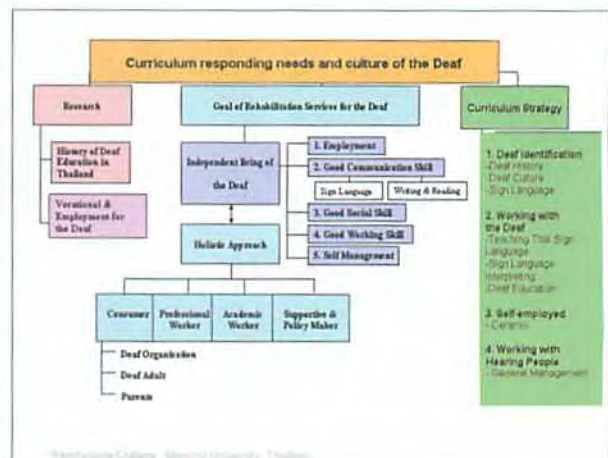 Curriculum responding needs and culture of the Deaf
Research
History of Deaf
Education in
Thailand
Vocational &
Employment for
the Deaf
Goal of Rehabilitation Services for the Deaf
Independent Being of
the Deaf
1. Employment
2. Good Communication Skill
Sign Language
Writing & Reading
3. Good Social Skill
4. Good Working Skill
5. Self Management
Holistic Approach
Consumer
Professional
Worker
Academic
Worker
Supportive &
Policy Maker
Deaf Organization
Deaf Adult
Parents
Curriculum Strategy
1. Deaf Identification
-Deaf History
-Deaf Culture
-Sign Language
2. Working with
the Deaf
-Teaching Thai Sign
Language
-Sign Language
Interpreting
-Deaf Education
3. Self-employed
-Ceramic
4. Working with
Hearing People
-General Management